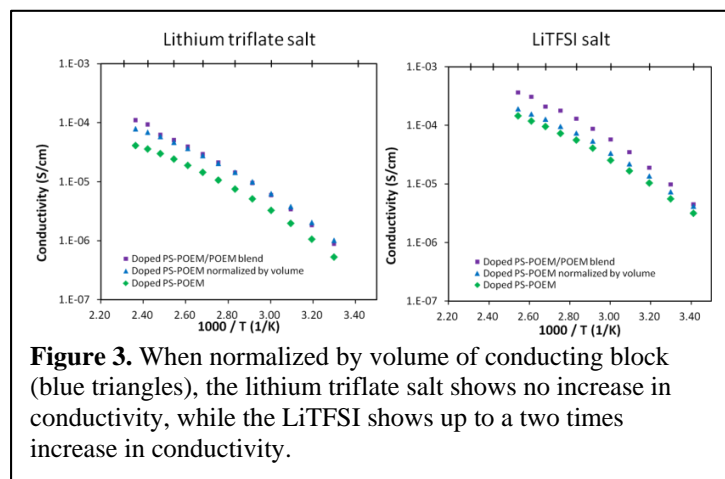 Lithium triflate salt
1.E-03
1.E-04
1.E-05
1.E-06
1.E-07
Conductivity (S/cm)
Doped PS-POEM/POEM blend
Doped PS-POEM normalized by volume
Doped PS-POEM
2.20 2.40 2.60 2.80 3.00 3.20 3.40
1000 / T (1/K)
LiTFSI salt
1.E-03
1.E-04
1.E-05
1.E-06
1.E-07
Conductivity (S/cm)
Doped PS-POEM/POEM blend
Doped PS-POEM normalized by volume
Doped PS-POEM
2.20 2.40 2.60 2.80 3.00 3.20 3.40
1000 / T (1/K)
Figure 3. When normalized by volume of conducting block
(blue triangles), the lithium triflate salt shows no increase in
conductivity, while the LiTFSI shows up to a two times
increase in conductivity.